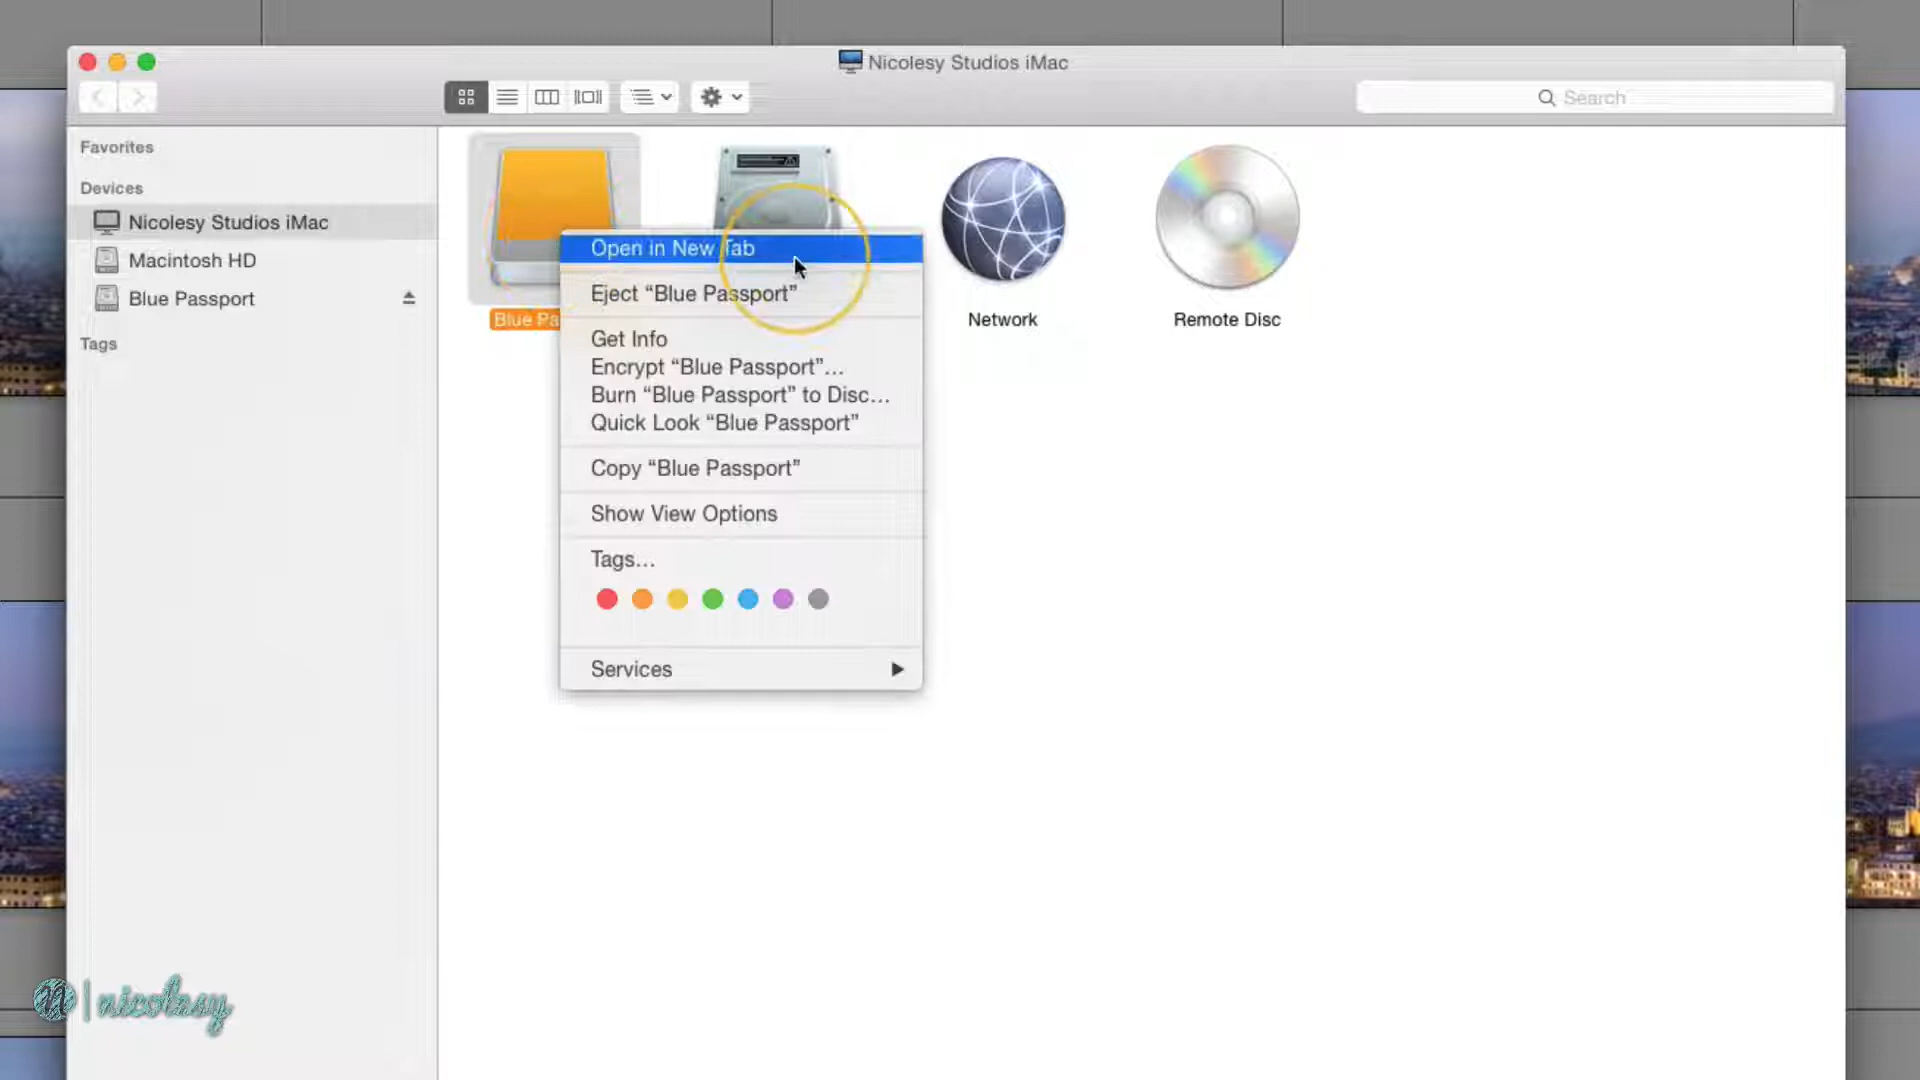 Nicolesy Studios iMac
Search
Favorites
Devices
Nicolesy Studios iMac
Macintosh HD
Blue Passport
Tags
Blue Pa
Network
Remote Disc
Open in New Tab
Eject “Blue Passport”
Get Info
Encrypt “Blue Passport”...
Burn “Blue Passport” to Disc...
Quick Look “Blue Passport”
Copy “Blue Passport”
Show View Options
Tags...
Services
n | nicolesy